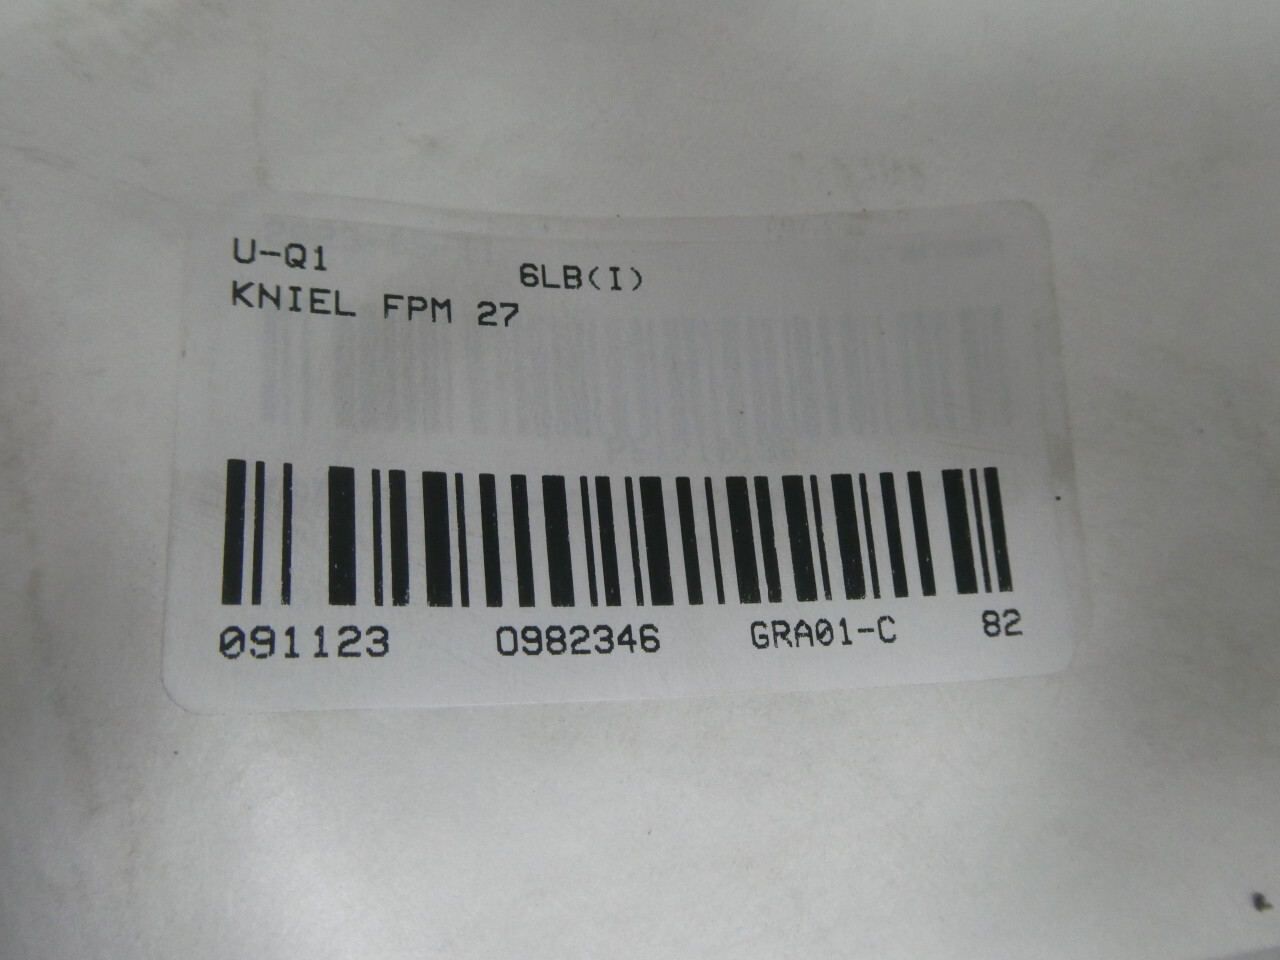 U-Q1 6LB(I)
KNIEL FPM 27
091123 0982346 GRA01-C 82